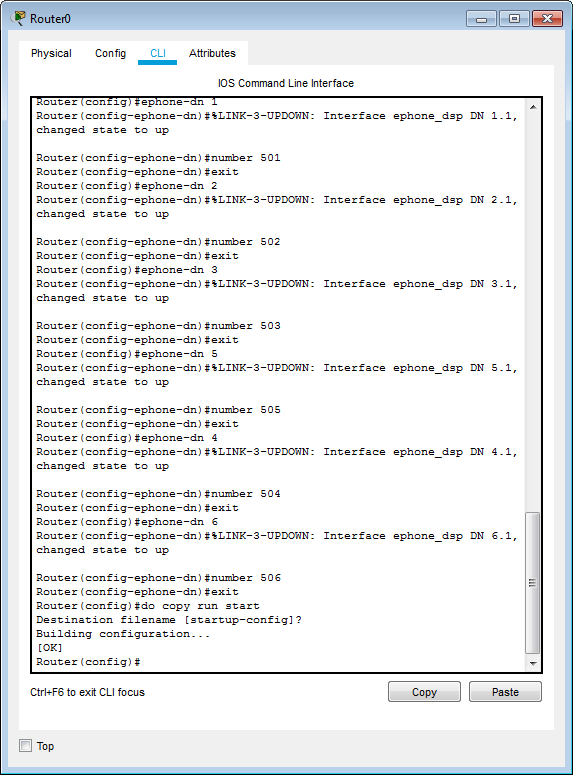 Router0
Physical Config CLI Attributes
IOS Command Line Interface
Router(config)#ephone-dn 1
Router(config-ephone-dn)#%LINK-3-UPDOWN: Interface ephone_dsp DN 1.1,
changed state to up
Router(config-ephone-dn)#number 501
Router(config-ephone-dn)#exit
Router(config)#ephone-dn 2
Router(config-ephone-dn)#%LINK-3-UPDOWN: Interface ephone_dsp DN 2.1,
changed state to up
Router(config-ephone-dn)#number 502
Router(config-ephone-dn)#exit
Router(config)#ephone-dn 3
Router(config-ephone-dn)#%LINK-3-UPDOWN: Interface ephone_dsp DN 3.1,
changed state to up
Router(config-ephone-dn)#number 503
Router(config-ephone-dn)#exit
Router(config)#ephone-dn 5
Router(config-ephone-dn)#%LINK-3-UPDOWN: Interface ephone_dsp DN 5.1,
changed state to up
Router(config-ephone-dn)#number 505
Router(config-ephone-dn)#exit
Router(config)#ephone-dn 4
Router(config-ephone-dn)#%LINK-3-UPDOWN: Interface ephone_dsp DN 4.1,
changed state to up
Router(config-ephone-dn)#number 504
Router(config-ephone-dn)#exit
Router(config)#ephone-dn 6
Router(config-ephone-dn)#%LINK-3-UPDOWN: Interface ephone_dsp DN 6.1,
changed state to up
Router(config-ephone-dn)#number 506
Router(config-ephone-dn)#exit
Router(config)#do copy run start
Destination filename [startup-config]?
Building configuration...
[OK]
Router(config)#
Ctrl+F6 to exit CLI focus Copy Paste
Top